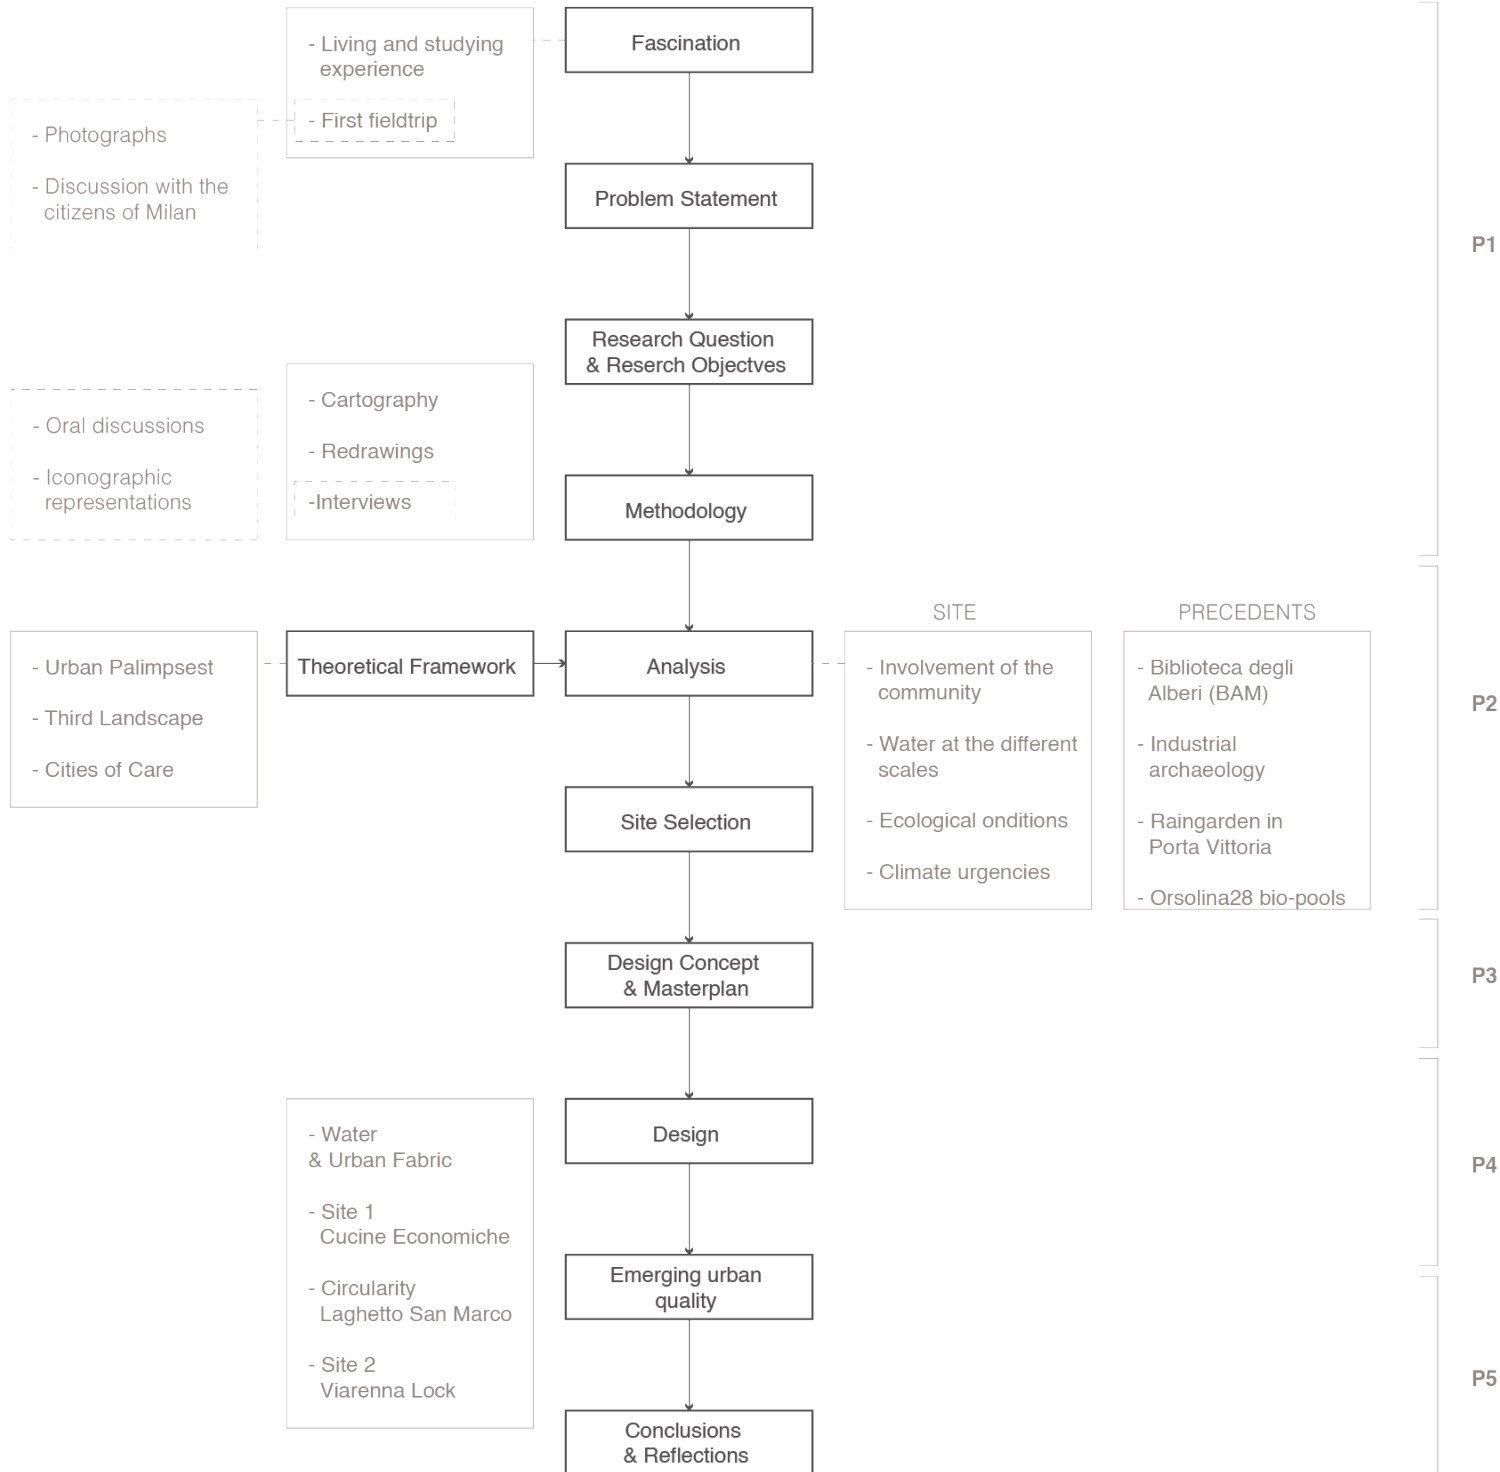 Fascination
- Living and studying
experience
- First fieldtrip
- Photographs
- Discussion with the
citizens of Milan
Problem Statement
P1
Research Question
& Reserch Objectves
- Cartography
- Redrawings
-Interviews
- Oral discussions
- Iconographic
representations
Methodology
SITE
PRECEDENTS
- Urban Palimpsest
- Third Landscape
- Cities of Care
Theoretical Framework
Analysis
- Involvement of the
community
- Water at the different
scales
- Ecological onditions
- Climate urgencies
- Biblioteca degli
Alberi (BAM)
- Industrial
archaeology
- Raingarden in
Porta Vittoria
- Orsolina28 bio-pools
P2
Site Selection
Design Concept
& Masterplan
P3
- Water
& Urban Fabric
- Site 1
Cucine Economiche
- Circularity
Laghetto San Marco
- Site 2
Viarenna Lock
Design
P4
Emerging urban
quality
P5
Conclusions
& Reflections